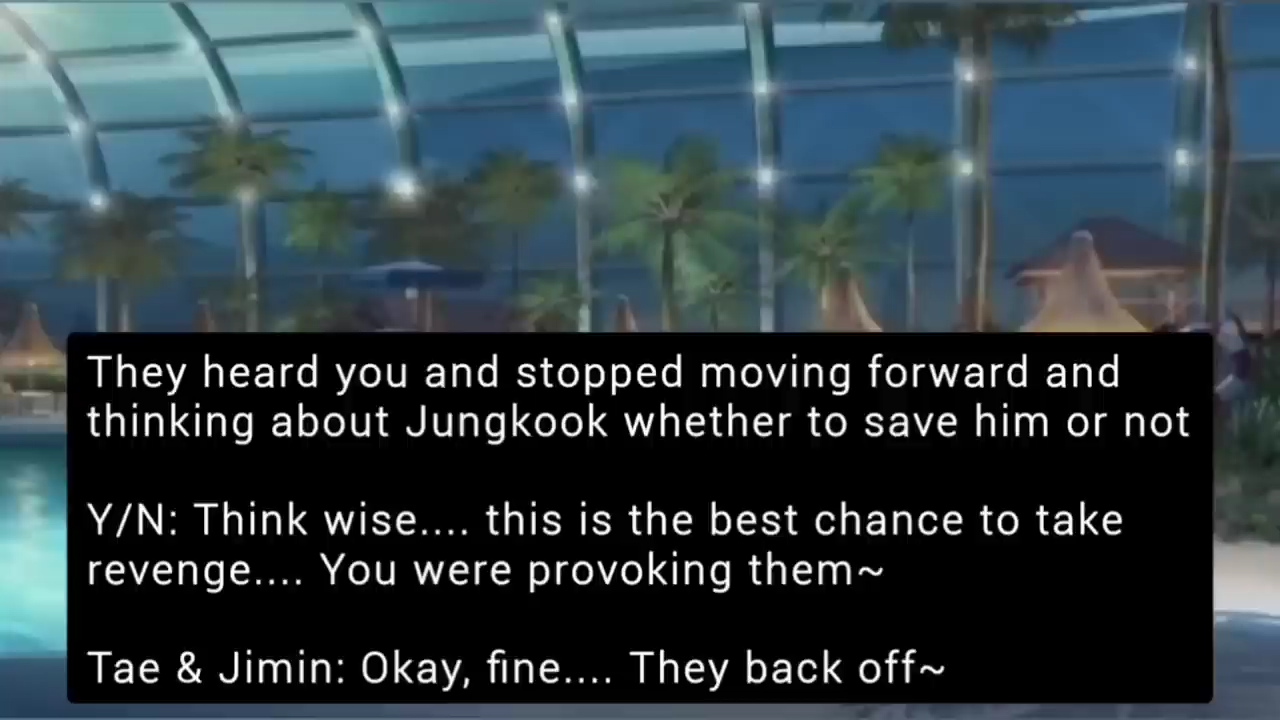 They heard you and stopped moving forward and
thinking about Jungkook whether to save him or not
Y/N: Think wise.... this is the best chance to take
revenge.... You were provoking them~
Tae & Jimin: Okay, fine.... They back off~